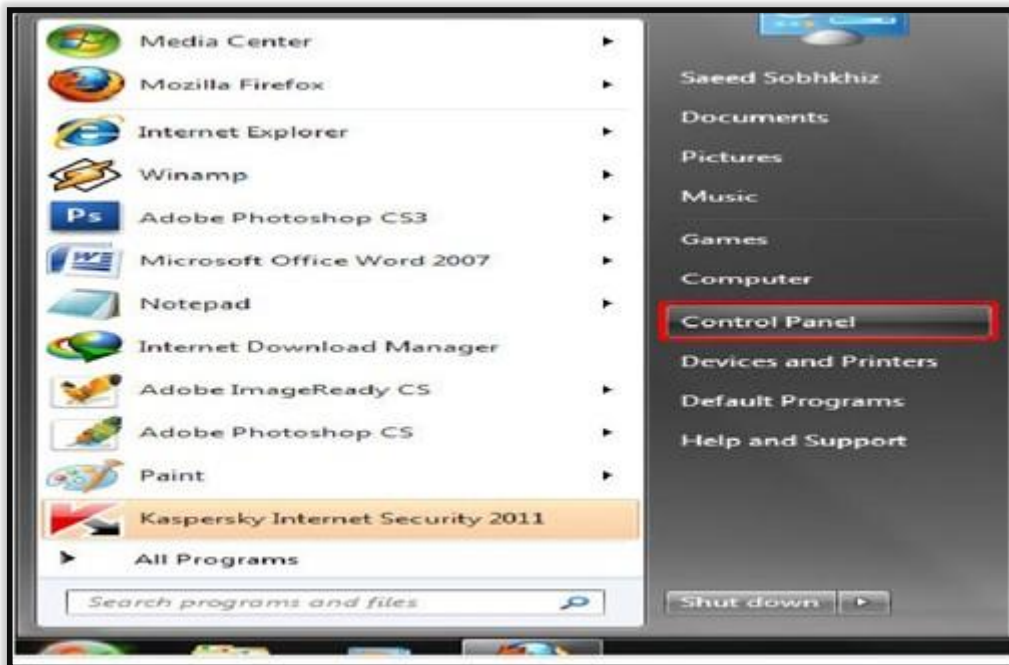 Media Center
Mozilla Firefox
Internet Explorer
Winamp
Ps Adobe Photoshop CS3
Microsoft Office Word 2007
Notepad
Internet Download Manager
Adobe ImageReady CS
Adobe Photoshop CS
Paint
Kaspersky Internet Security 2011
All Programs
Search programs and files
Saeed Sobhkhiz
Documents
Pictures
Music
Games
Computer
Control Panel
Devices and Printers
Default Programs
Help and Support
Shut down